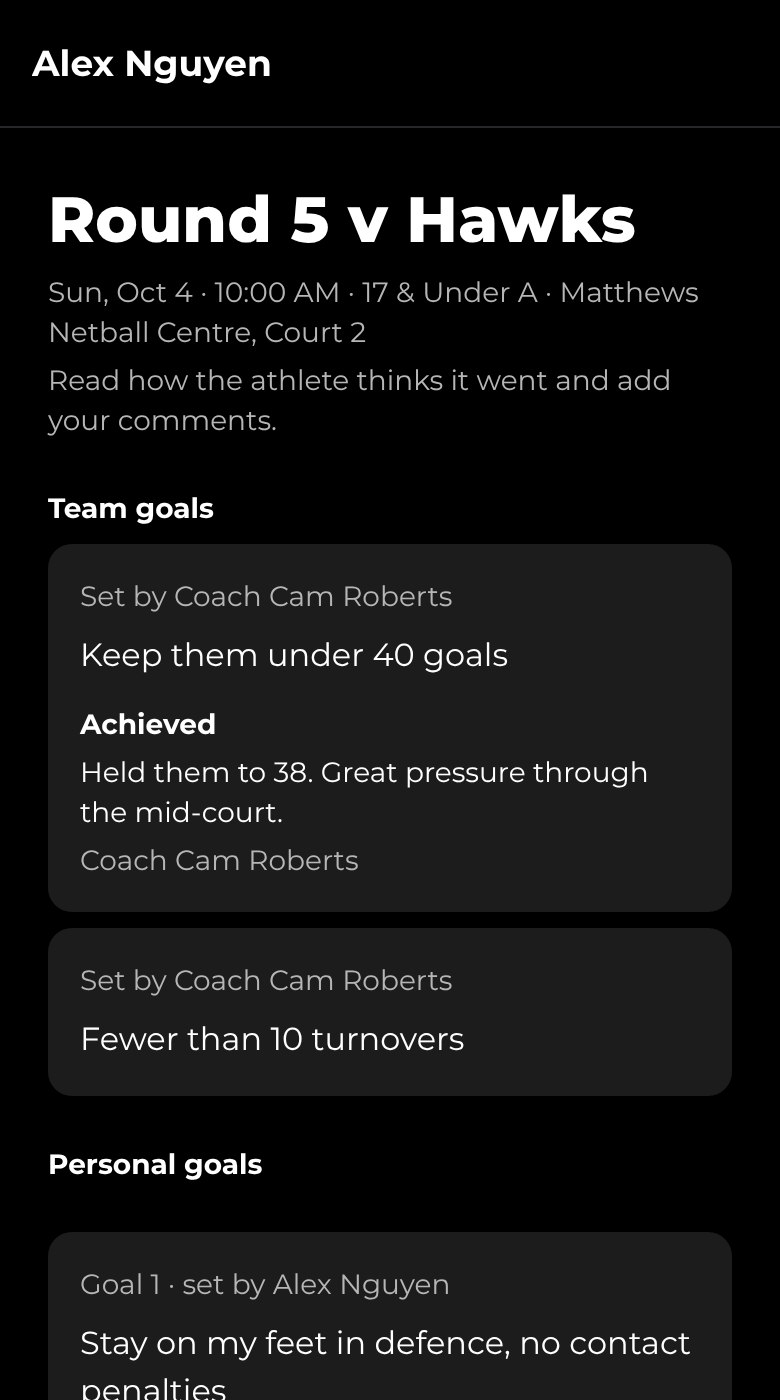 Alex Nguyen
Round 5 v Hawks
Sun, Oct 4 · 10:00 AM · 17 & Under A · Matthews
Netball Centre, Court 2
Read how the athlete thinks it went and add
your comments.
Team goals
Set by Coach Cam Roberts
Keep them under 40 goals
Achieved
Held them to 38. Great pressure through
the mid-court.
Coach Cam Roberts
Set by Coach Cam Roberts
Fewer than 10 turnovers
Personal goals
Goal 1 · set by Alex Nguyen
Stay on my feet in defence, no contact
penalties